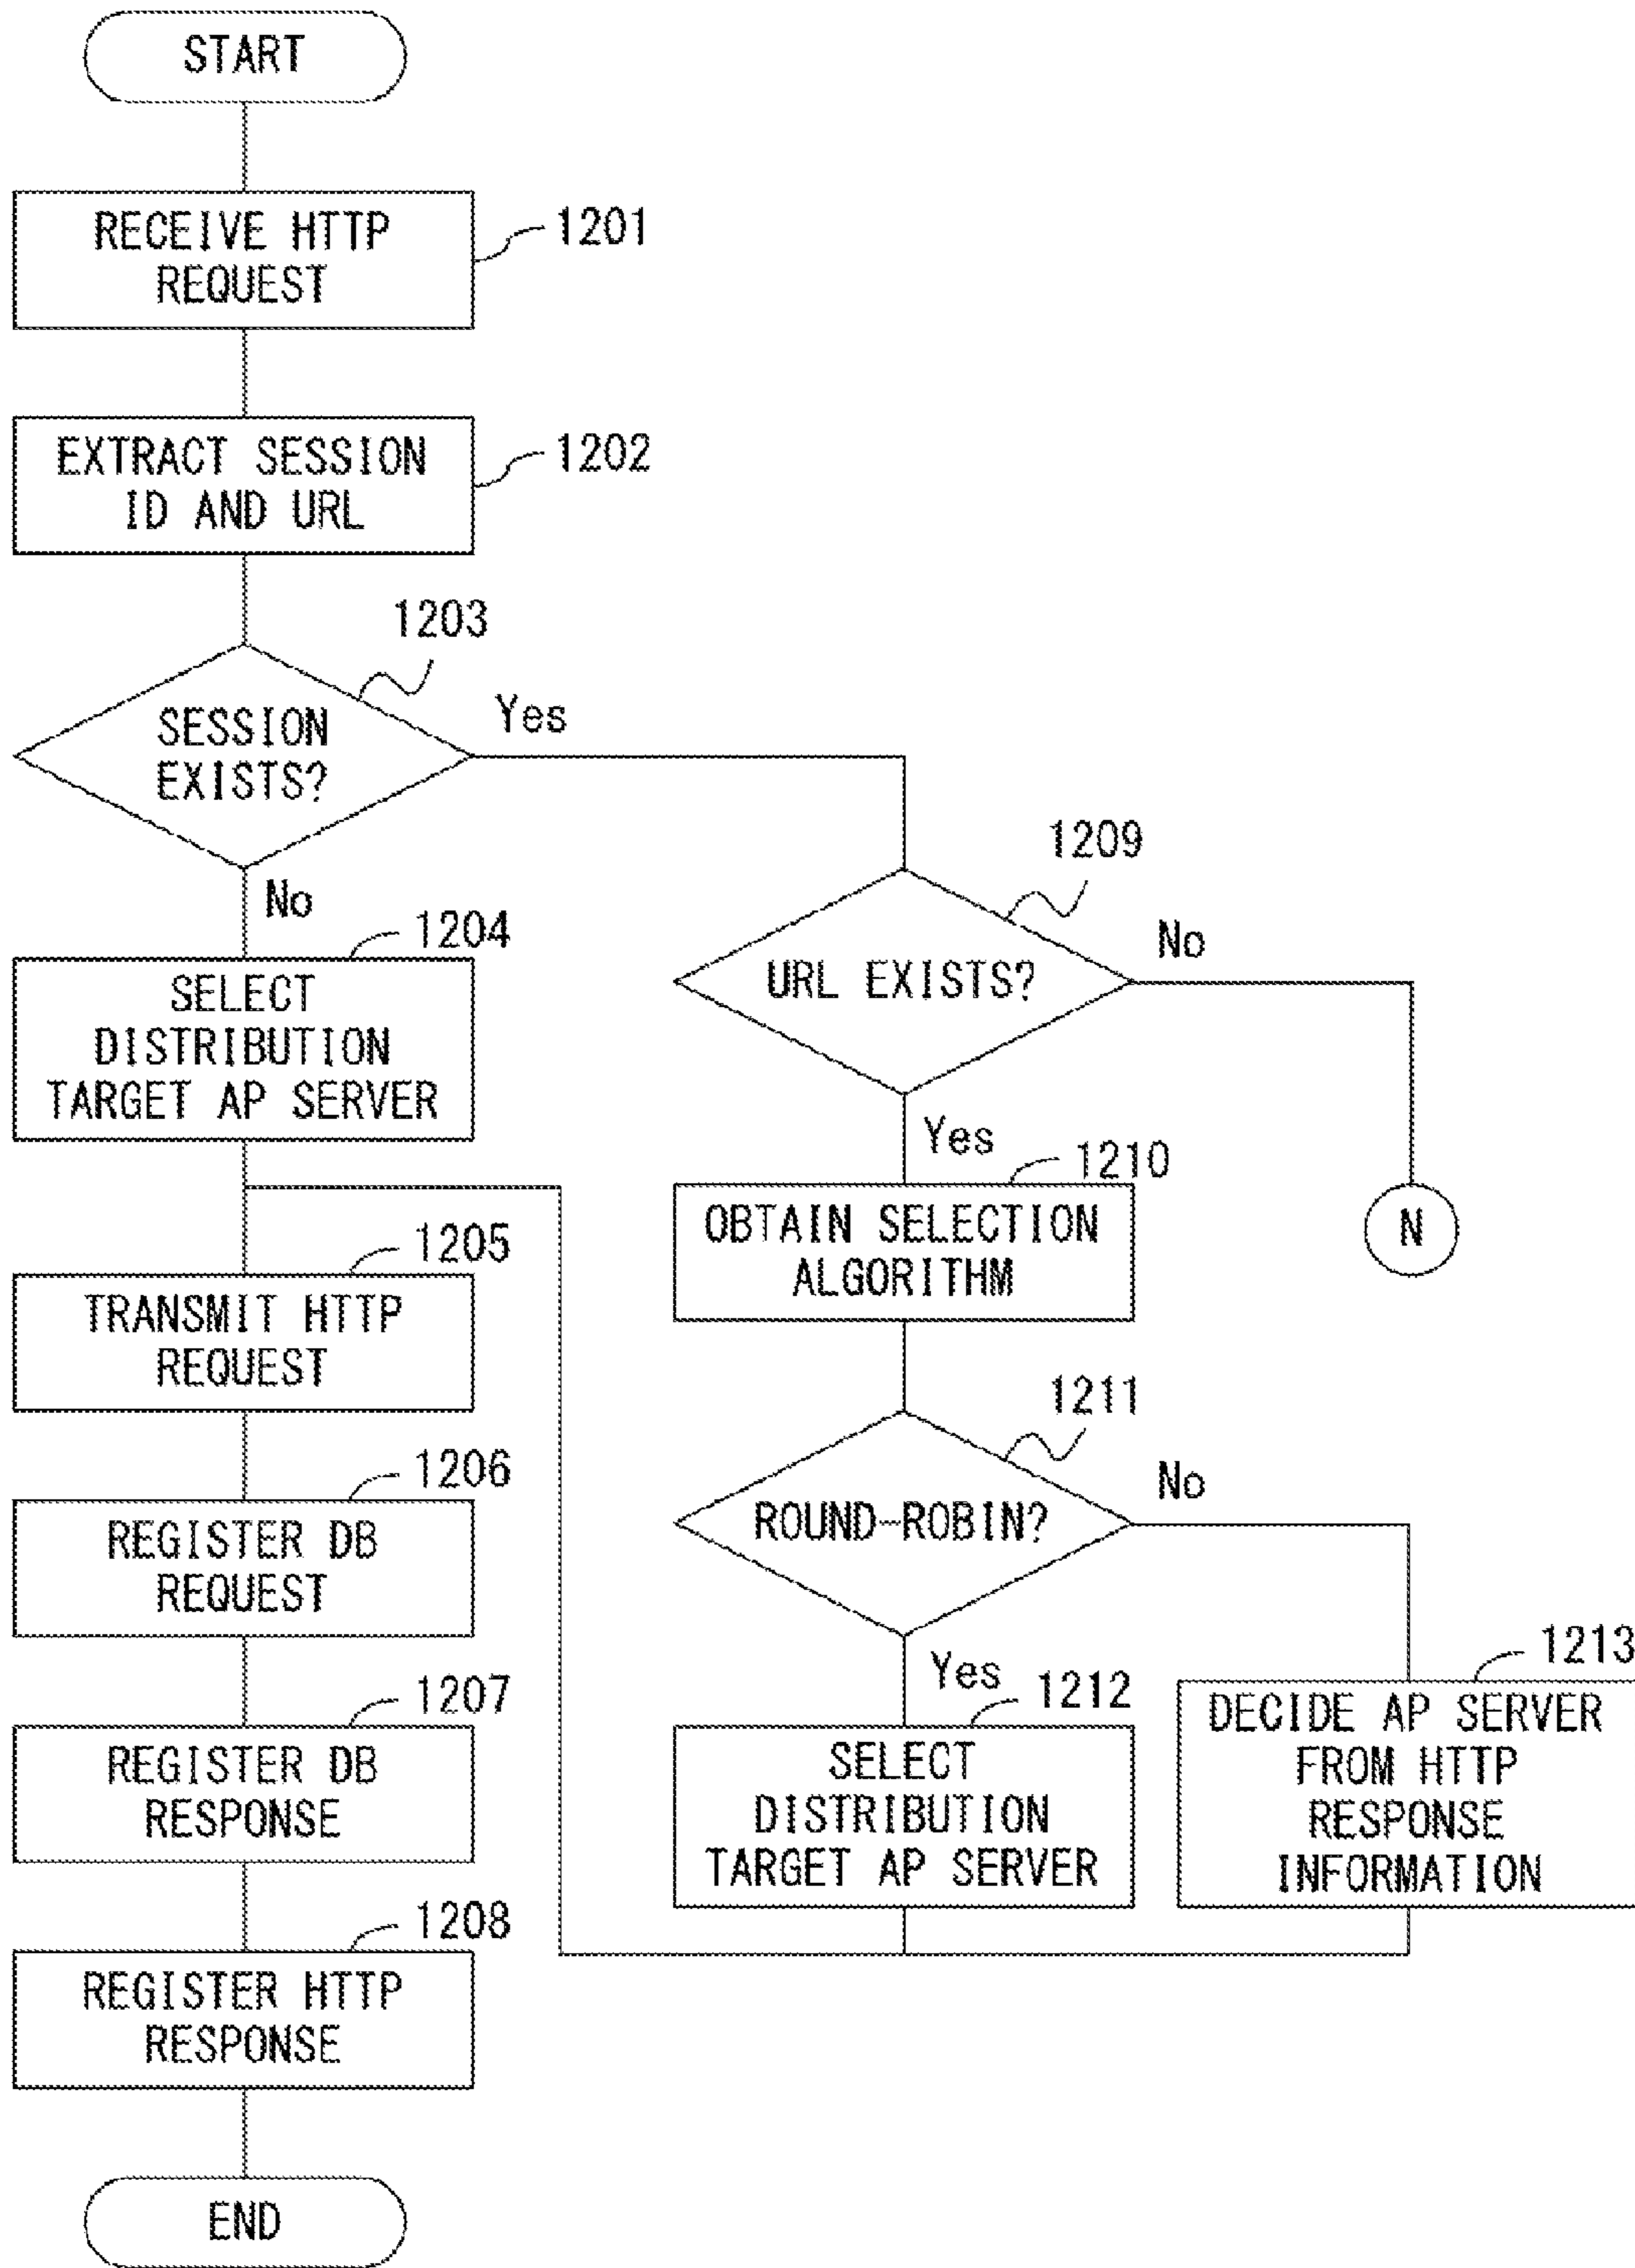 START
RECEIVE HTTP
REQUEST
1201
EXTRACT SESSION
ID AND URL
1202
1203
SESSION
EXISTS?
Yes
No
1204
SELECT
DISTRIBUTION
TARGET AP SERVER
1205
TRANSMIT HTTP
REQUEST
1206
REGISTER DB
REQUEST
1207
REGISTER DB
RESPONSE
1208
REGISTER HTTP
RESPONSE
END
1209
URL EXISTS?
No
N
Yes
1210
OBTAIN SELECTION
ALGORITHM
1211
ROUND-ROBIN?
No
Yes
1212
SELECT
DISTRIBUTION
TARGET AP SERVER
1213
DECIDE AP SERVER
FROM HTTP
RESPONSE
INFORMATION